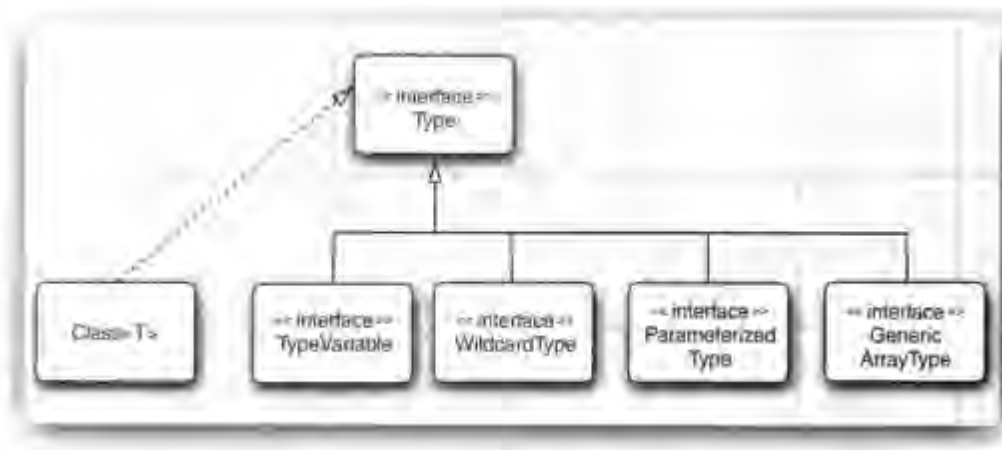 << interface >>
Type
Class<T>
<< interface >>
TypeVariable
<< interface >>
WildcardType
<< interface >>
Parameterized
Type
<< interface >>
Generic
ArrayType